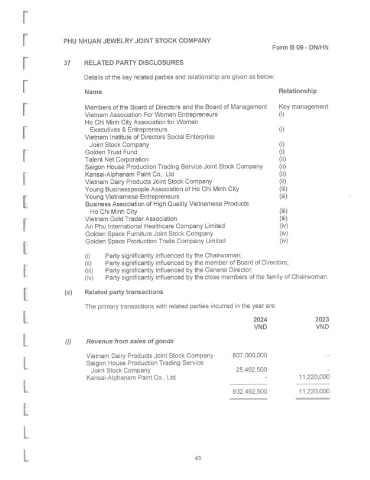 PHU NHUAN JEWELRY JOINT STOCK COMPANY
Form B 09 - DN/HN
37 RELATED PARTY DISCLOSURES
Details of the key related parties and relationship are given as below:
Name Relationship
Members of the Board of Directors and the Board of Management Key management
Vietnam Association For Women Entrepreneurs (i)
Ho Chi Minh City Association for Women
Executives & Entrepreneurs (i)
Vietnam Institute of Directors Social Enterprise
Joint Stock Company (i)
Golden Trust Fund (i)
Talent Net Corporation (ii)
Saigon House Production Trading Service Joint Stock Company (ii)
Kansai-Alphanam Paint Co., Ltd (ii)
Vietnam Dairy Products Joint Stock Company (ii)
Young Businesspeople Association of Ho Chi Minh City (iii)
Young Vietnamese Entrepreneurs (iii)
Business Association of High Quality Vietnamese Products
Ho Chi Minh City (iii)
Vietnam Gold Trader Association (iii)
An Phu International Healthcare Company Limited (iv)
Golden Space Furniture Joint Stock Company (iv)
Golden Space Production Trade Company Limited (iv)
(i) Party significantly influenced by the Chairwoman;
(ii) Party significantly influenced by the member of Board of Directors;
(iii) Party significantly influenced by the General Director;
(iv) Party significantly influenced by the close members of the family of Chairwoman.
(a) Related party transactions
The primary transactions with related parties incurred in the year are:
2024 2023
VND VND
(i) Revenue from sales of goods
Vietnam Dairy Products Joint Stock Company 807,000,000 -
Saigon House Production Trading Service
Joint Stock Company 25,492,500 -
Kansai-Alphanam Paint Co., Ltd - 11,220,000
832,492,500 11,220,000
43